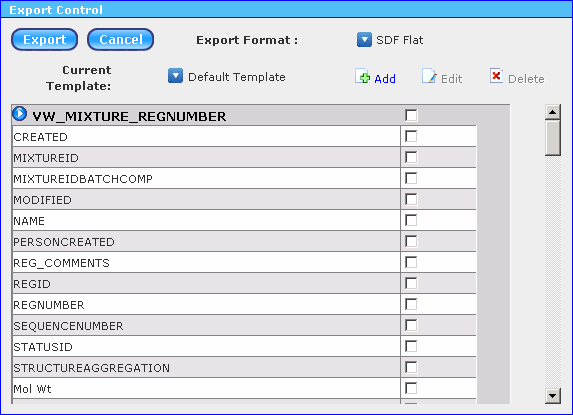 Export Control
Export Cancel Export Format : SDF Flat
Current Template: Default Template Add Edit Delete
VW_MIXTURE_REGNUMBER
CREATED
MIXTUREID
MIXTUREIDBATCHCOMP
MODIFIED
NAME
PERSONCREATED
REG_COMMENTS
REGID
REGNUMBER
SEQUENCENUMBER
STATUSID
STRUCTUREAGGREGATION
Mol Wt